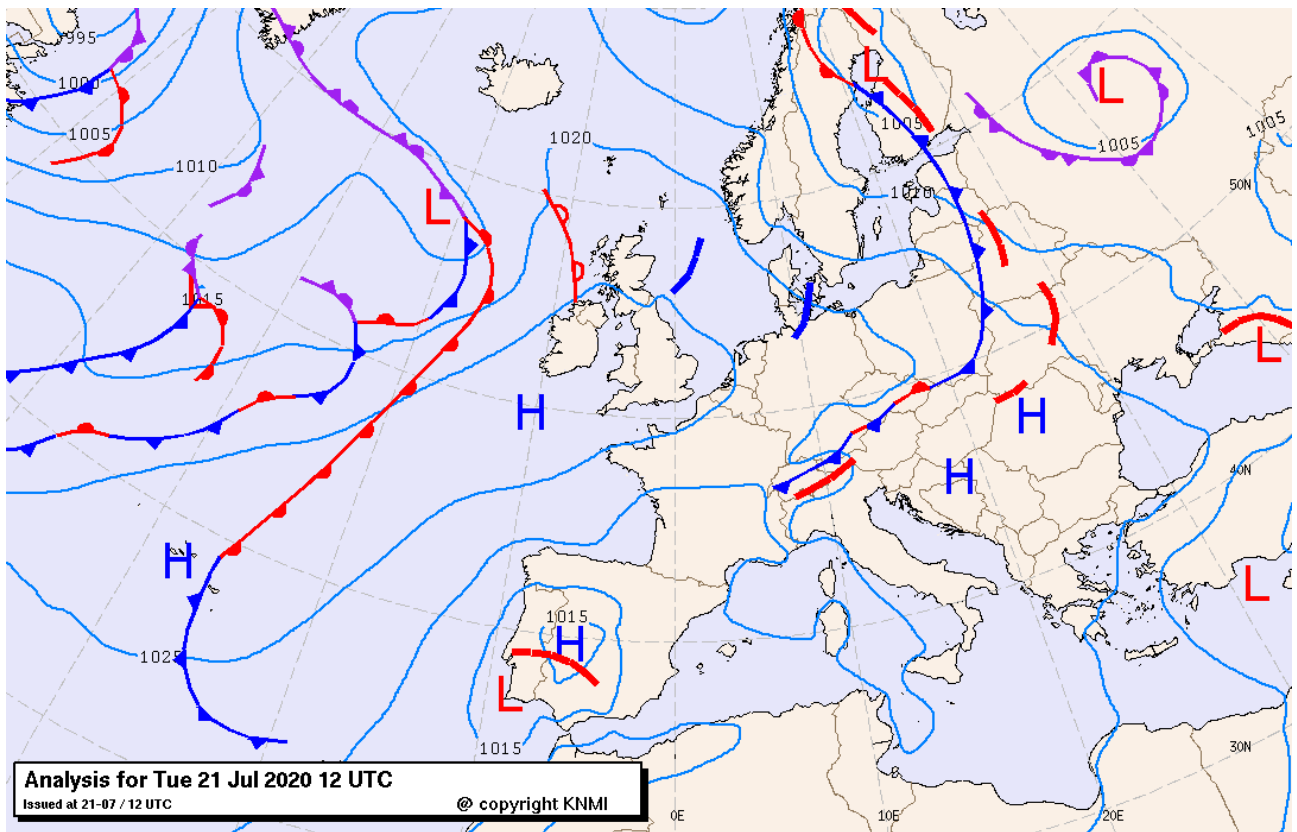 995
1000
1005
1010
1015
1020
L
L
L
1005
1010
1005
1005
50N
L
H
H
H
40N
L
H
1025
1015
H
L
1015
30N
0E
10E
20E
Analysis for Tue 21 Jul 2020 12 UTC
Issued at 21-07 / 12 UTC
@ copyright KNMI